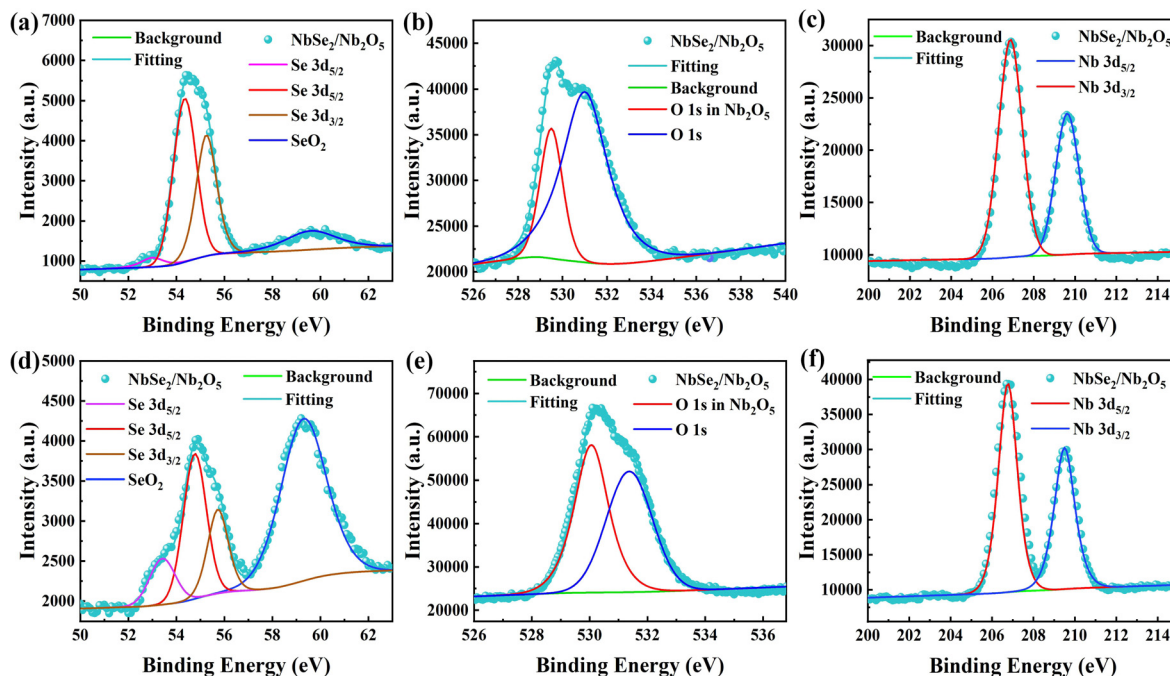 (a)
7000
6000
5000
4000
3000
2000
1000
Intensity (a.u.)
Background
Fitting
NbSe₂/Nb₂O₅
Se 3d₅/₂
Se 3d₅/₂
Se 3d₃/₂
SeO₂
50 52 54 56 58 60 62
Binding Energy (eV)
(b)
45000
40000
35000
30000
25000
20000
Intensity (a.u.)
NbSe₂/Nb₂O₅
Fitting
Background
O 1s in Nb₂O₅
O 1s
526 528 530 532 534 536 538 540
Binding Energy (eV)
(c)
30000
25000
20000
15000
10000
Intensity (a.u.)
Background
Fitting
NbSe₂/Nb₂O₅
Nb 3d₅/₂
Nb 3d₃/₂
200 202 204 206 208 210 212 214
Binding Energy (eV)
(d)
5000
4500
4000
3500
3000
2500
2000
Intensity (a.u.)
NbSe₂/Nb₂O₅
Se 3d₅/₂
Se 3d₅/₂
Se 3d₃/₂
SeO₂
Background
Fitting
50 52 54 56 58 60 62
Binding Energy (eV)
(e)
70000
60000
50000
40000
30000
20000
Intensity (a.u.)
Background
Fitting
NbSe₂/Nb₂O₅
O 1s in Nb₂O₅
O 1s
526 528 530 532 534 536
Binding Energy (eV)
(f)
40000
35000
30000
25000
20000
15000
10000
Intensity (a.u.)
Background
Fitting
NbSe₂/Nb₂O₅
Nb 3d₅/₂
Nb 3d₃/₂
200 202 204 206 208 210 212 214
Binding Energy (eV)